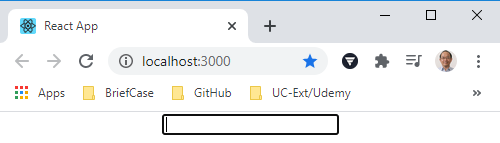 React App
localhost:3000
Apps BriefCase GitHub UC-Ext/Udemy »